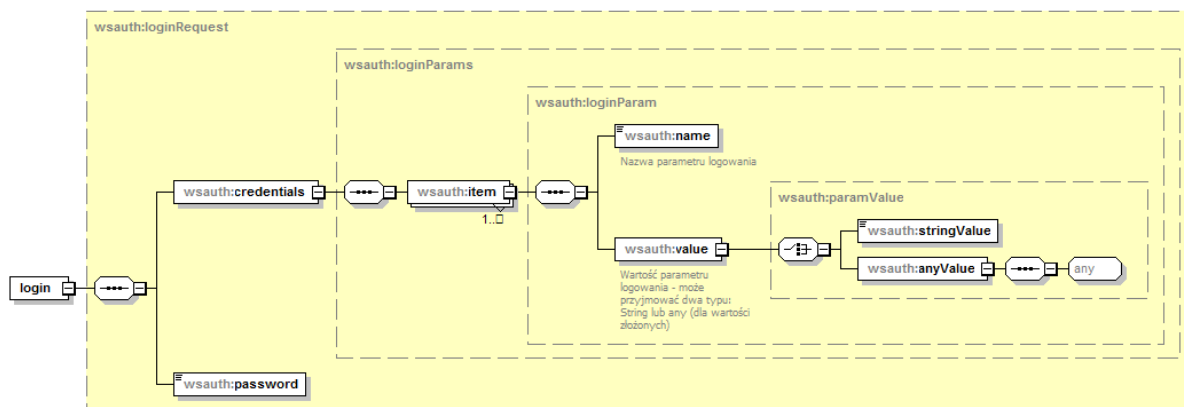 wsauth:loginRequest
wsauth:loginParams
wsauth:loginParam
wsauth:name
Nazwa parametru logowania
wsauth:credentials
wsauth:item
1..□
wsauth:paramValue
wsauth:stringValue
wsauth:value
wsauth:anyValue
any
Wartość parametru
logowania - może
przyjmować dwa typu:
String lub any (dla wartości
złożonych)
login
wsauth:password